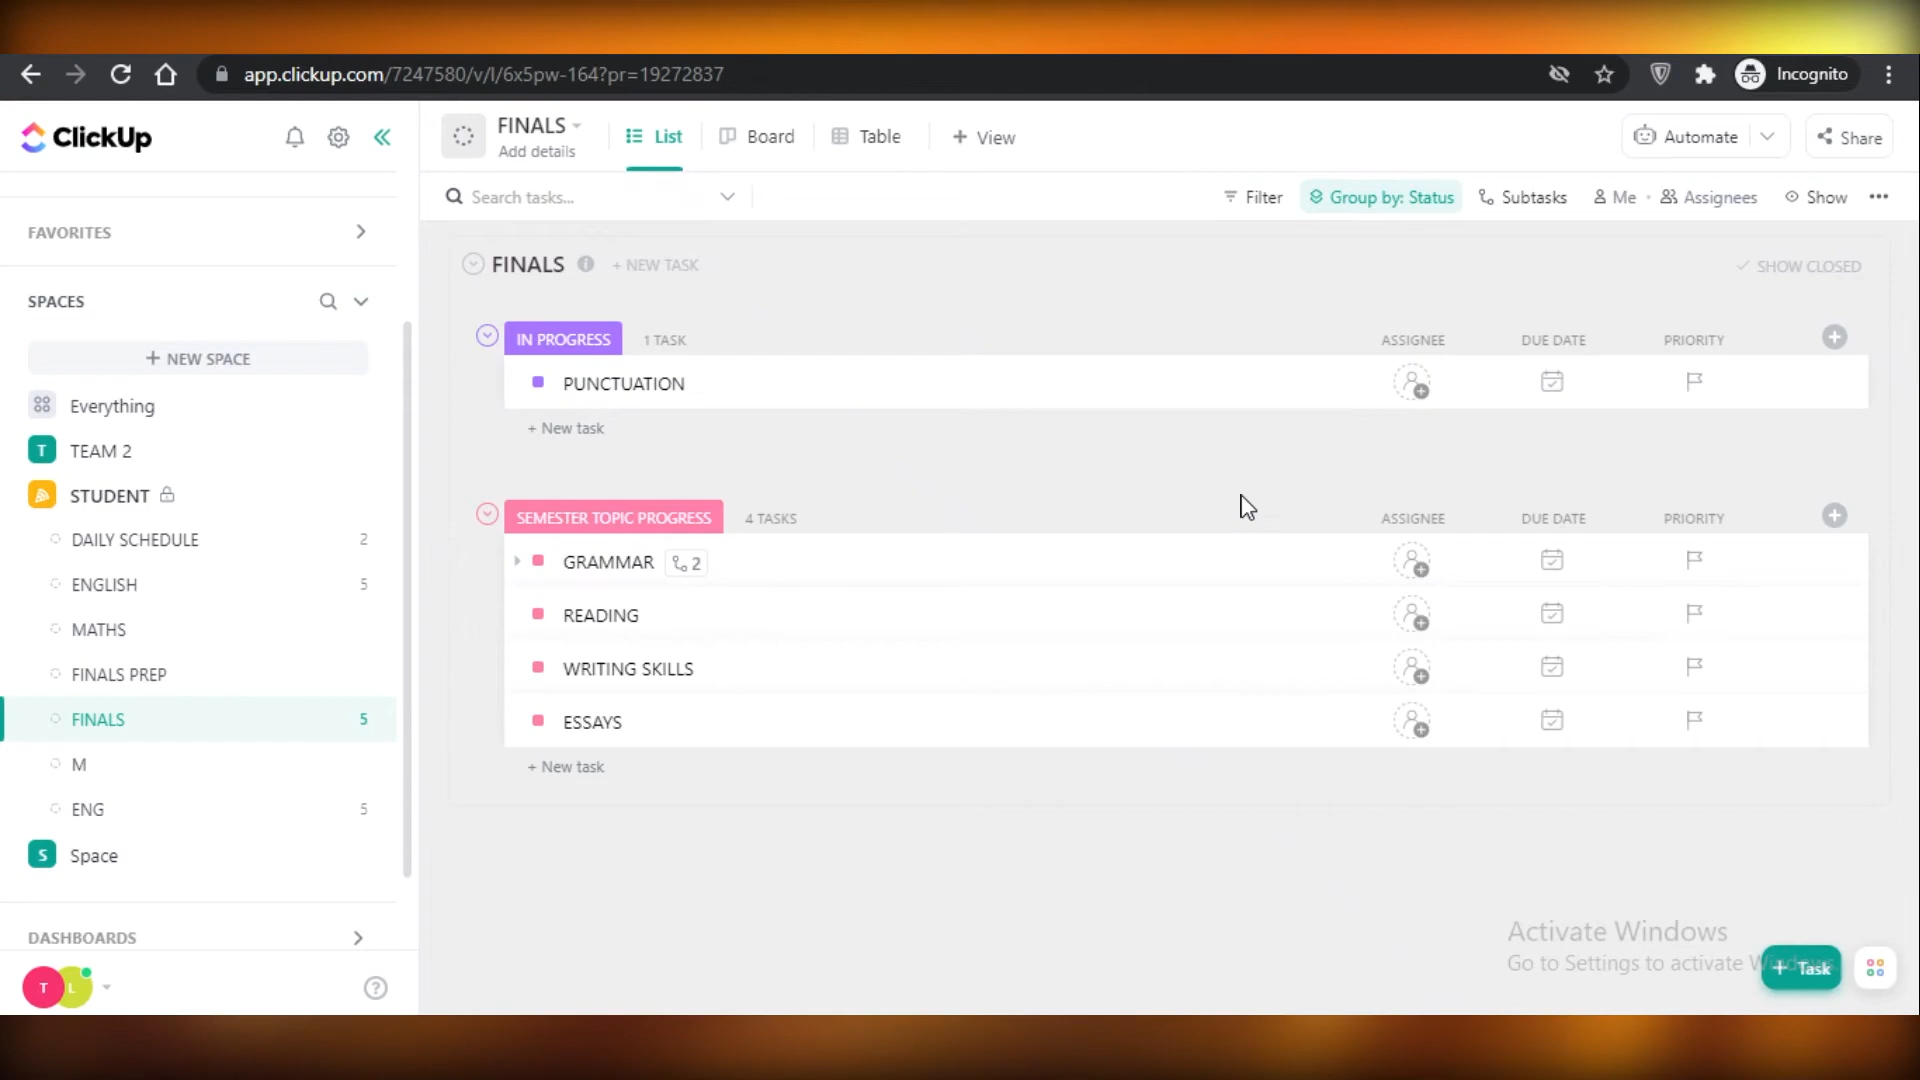 app.clickup.com/7247580/v/l/6x5pw-164?pr=19272837
Incognito
ClickUp
FINALS
Add details
List
Board
Table
+ View
Automate
Share
Search tasks...
Filter
Group by: Status
Subtasks
Me
Assignees
Show
FAVORITES
SPACES
+ NEW SPACE
Everything
T TEAM 2
STUDENT
DAILY SCHEDULE 2
ENGLISH 5
MATHS
FINALS PREP
FINALS 5
M
ENG 5
S Space
DASHBOARDS
T L
?
FINALS + NEW TASK
SHOW CLOSED
IN PROGRESS 1 TASK ASSIGNEE DUE DATE PRIORITY
PUNCTUATION
+ New task
SEMESTER TOPIC PROGRESS 4 TASKS ASSIGNEE DUE DATE PRIORITY
GRAMMAR 2
READING
WRITING SKILLS
ESSAYS
+ New task
Activate Windows
Go to Settings to activate Windows.
+ Task